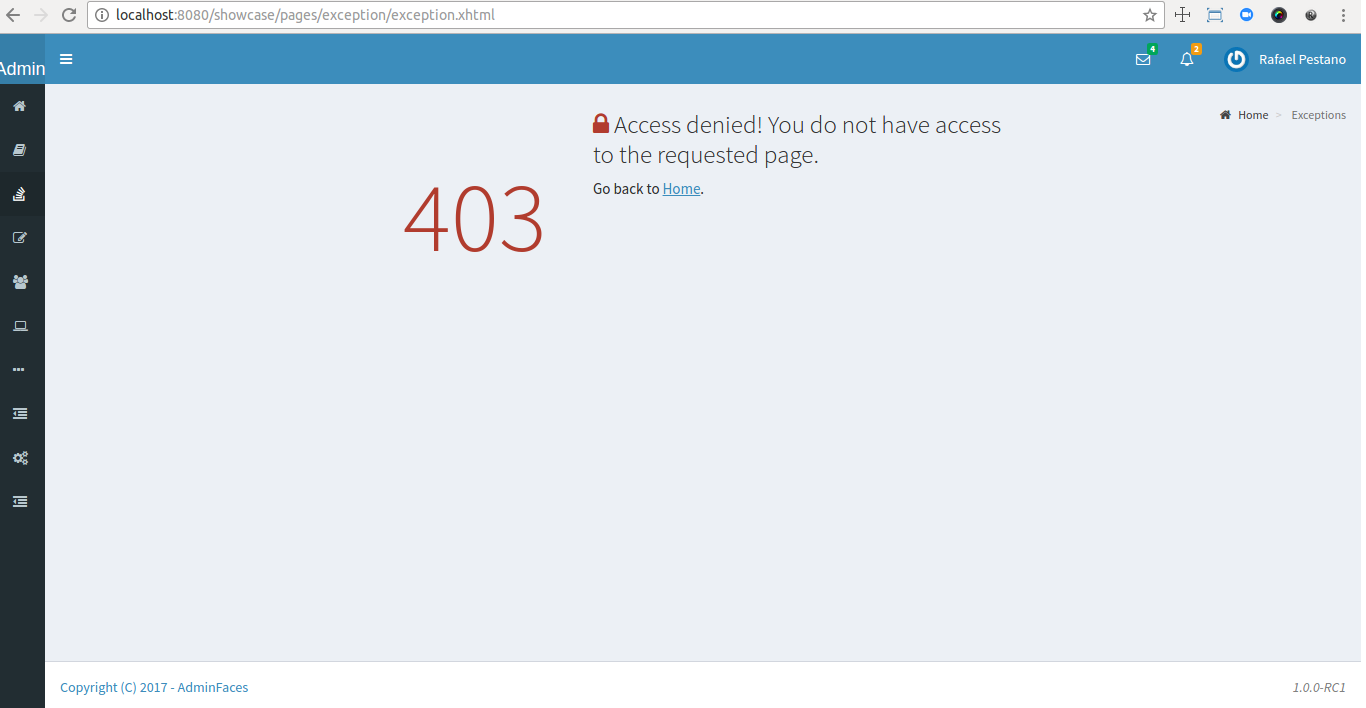 localhost:8080/showcase/pages/exception/exception.xhtml
Admin
4
2
Rafael Pestano
Home > Exceptions
Access denied! You do not have access
to the requested page.
Go back to Home.
403
Copyright (C) 2017 - AdminFaces
1.0.0-RC1